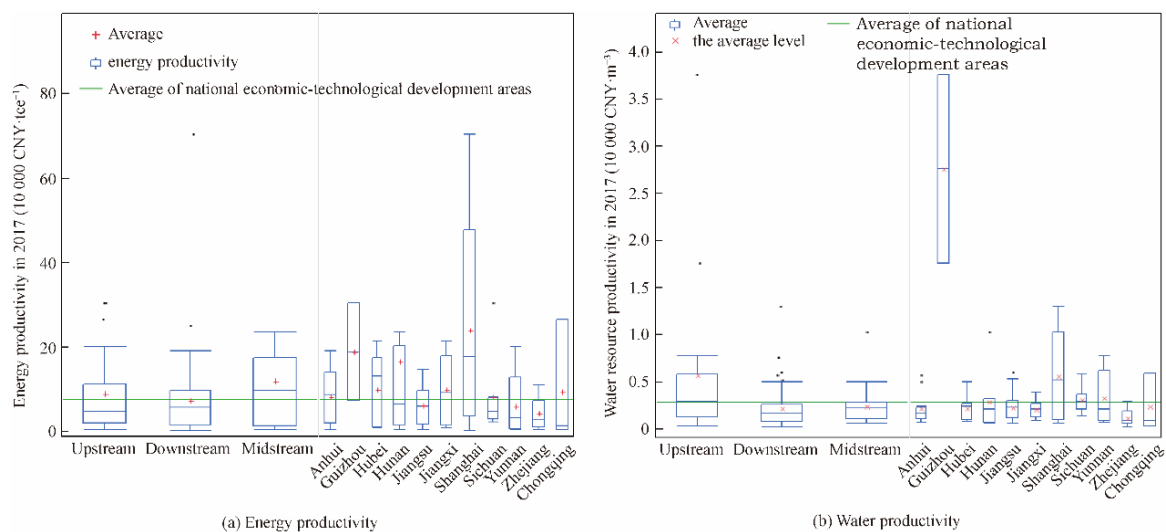 Average
energy productivity
Average of national economic-technological development areas
Energy productivity in 2017 (10 000 CNY·tce⁻¹)
80
60
40
20
0
Upstream
Downstream
Midstream
Anhui
Guizhou
Hubei
Hunan
Jiangsu
Jiangxi
Shanghai
Sichuan
Yunnan
Zhejiang
Chongqing
(a) Energy productivity
Average
the average level
Average of national
economic-technological
development areas
Water resource productivity in 2017 (10 000 CNY·m⁻³)
4.0
3.5
3.0
2.5
2.0
1.5
1.0
0.5
0
Upstream
Downstream
Midstream
Anhui
Guizhou
Hubei
Hunan
Jiangsu
Jiangxi
Shanghai
Sichuan
Yunnan
Zhejiang
Chongqing
(b) Water productivity